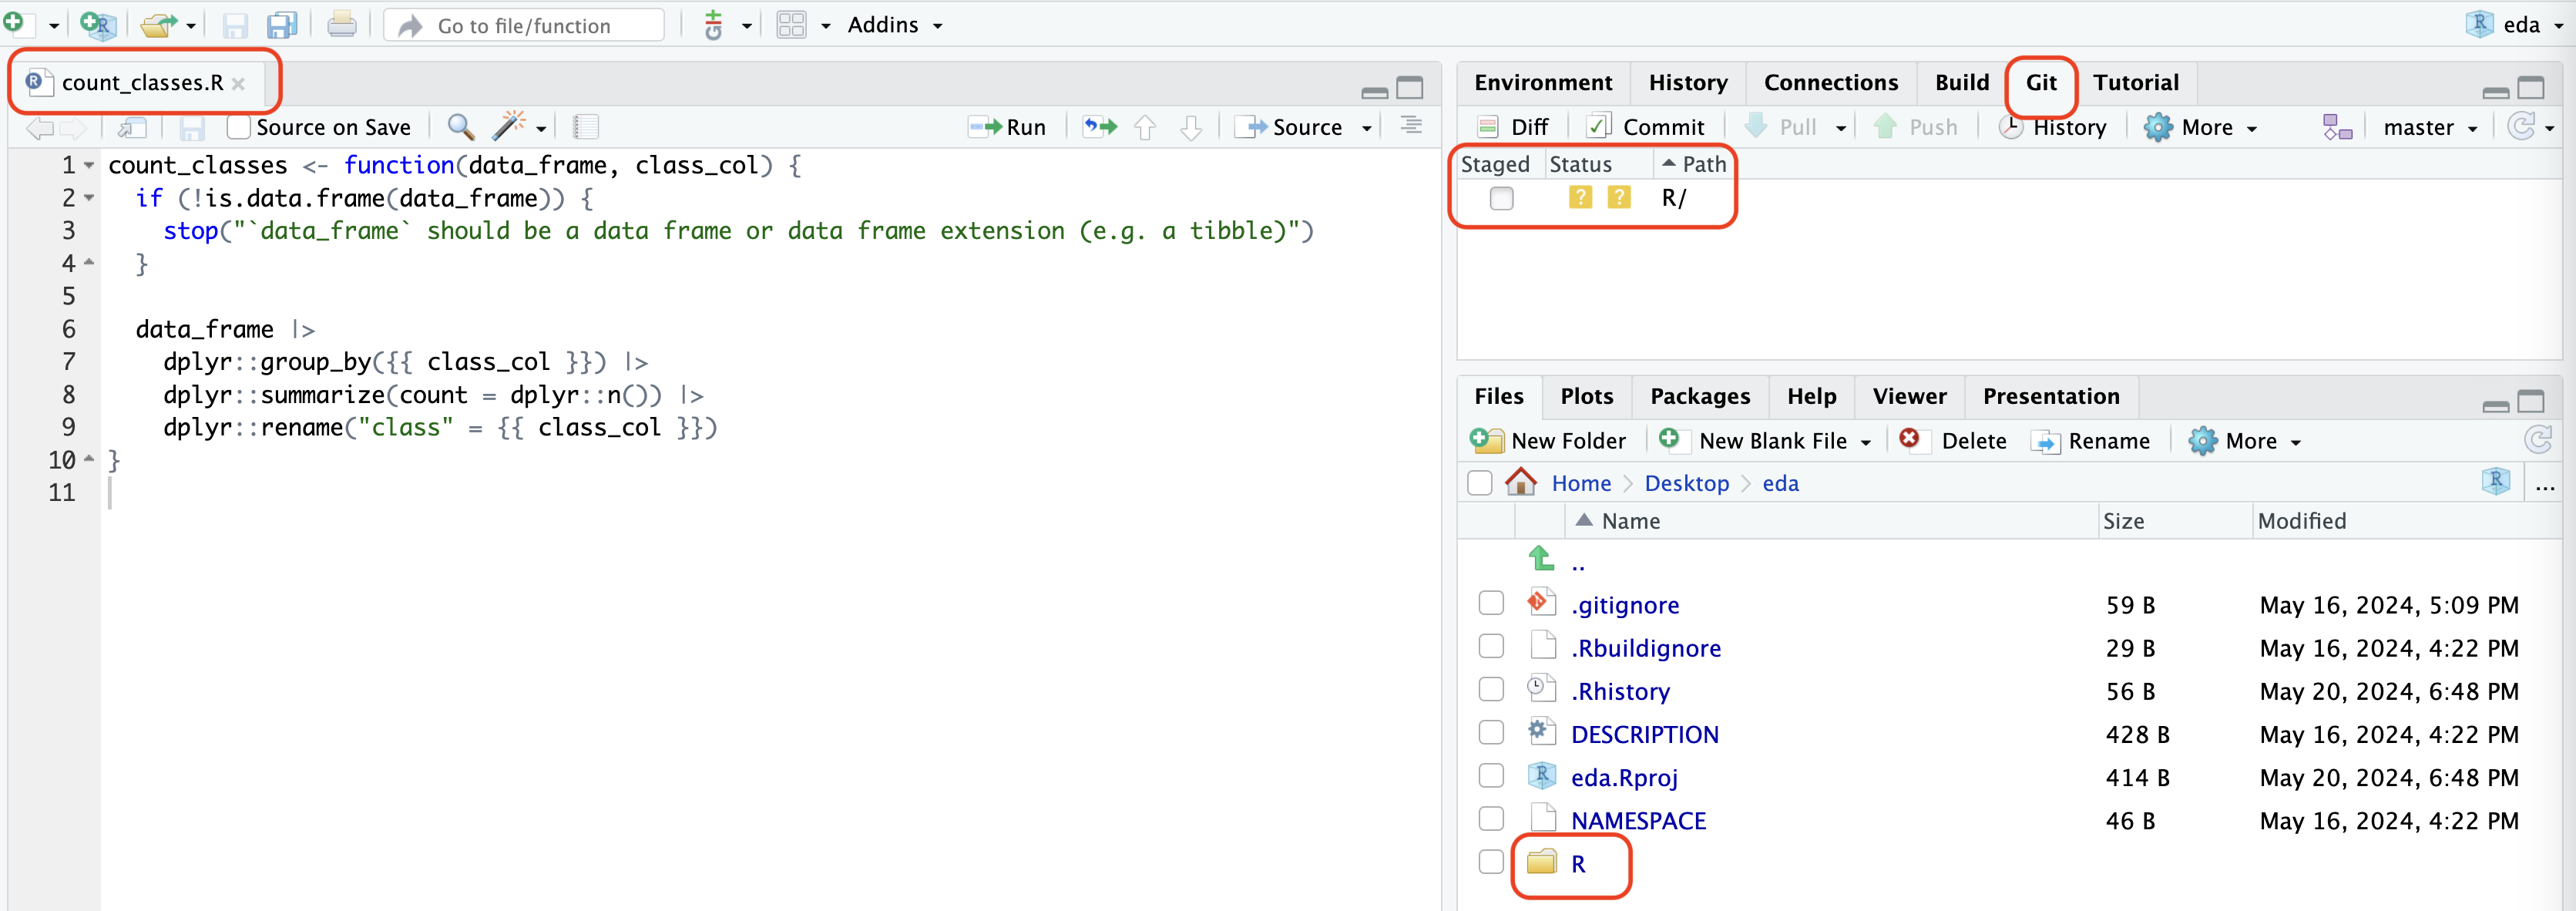 Go to file/function
Git
Addins
eda
count_classes.R
Source on Save
Run
Source
1 count_classes <- function(data_frame, class_col) {
2   if (!is.data.frame(data_frame)) {
3     stop("`data_frame` should be a data frame or data frame extension (e.g. a tibble)")
4   }
5
6   data_frame |>
7     dplyr::group_by({{ class_col }}) |>
8     dplyr::summarize(count = dplyr::n()) |>
9     dplyr::rename("class" = {{ class_col }})
10 }
11
Environment History Connections Build Git Tutorial
Diff Commit Pull Push History More master
Staged Status Path
? ? R/
Files Plots Packages Help Viewer Presentation
New Folder New Blank File Delete Rename More
Home Desktop eda ...
Name Size Modified
..
.gitignore 59 B May 16, 2024, 5:09 PM
.Rbuildignore 29 B May 16, 2024, 4:22 PM
.Rhistory 56 B May 20, 2024, 6:48 PM
DESCRIPTION 428 B May 16, 2024, 4:22 PM
eda.Rproj 414 B May 20, 2024, 6:48 PM
NAMESPACE 46 B May 16, 2024, 4:22 PM
R